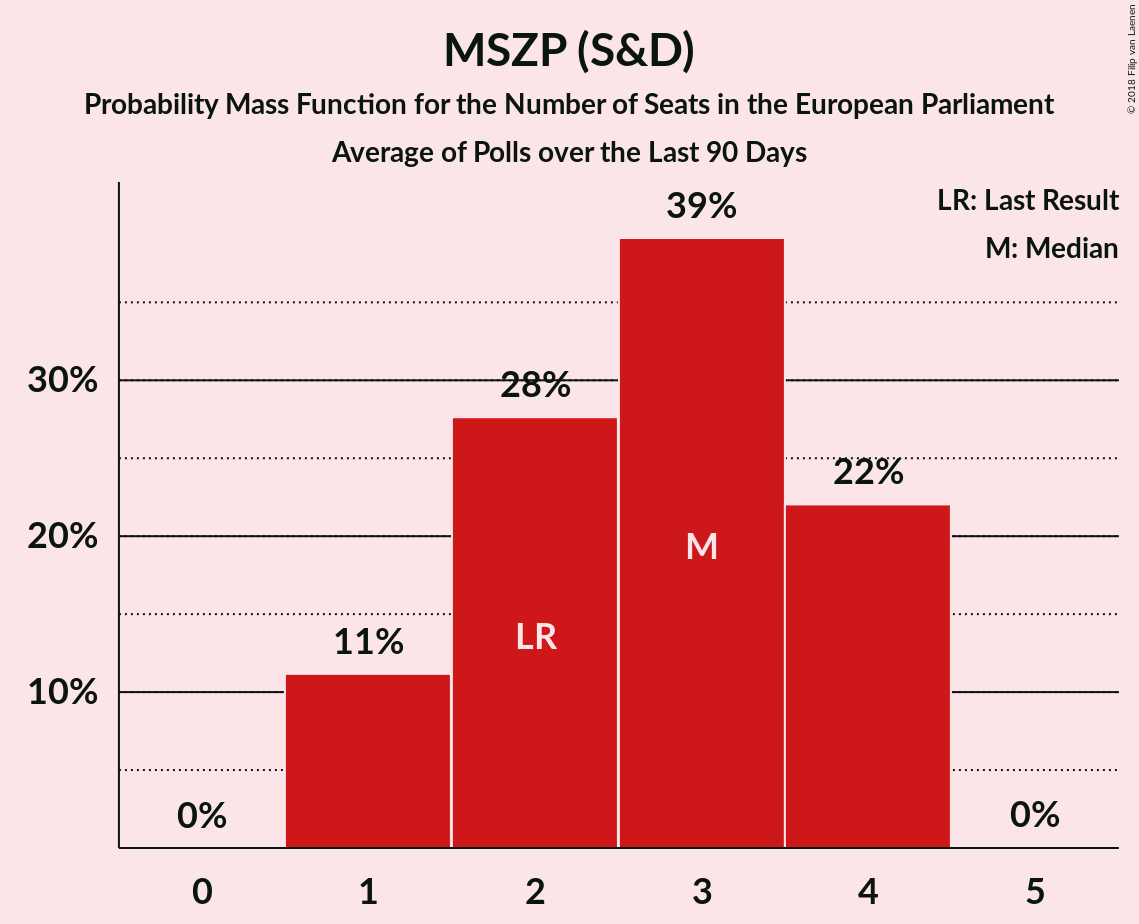 MSZP (S&D)
Probability Mass Function for the Number of Seats in the European Parliament
Average of Polls over the Last 90 Days
© 2018 Filip van Laenen
LR: Last Result
M: Median
39%
30%
28%
22%
20%
M
LR
11%
10%
0%
0%
0 1 2 3 4 5